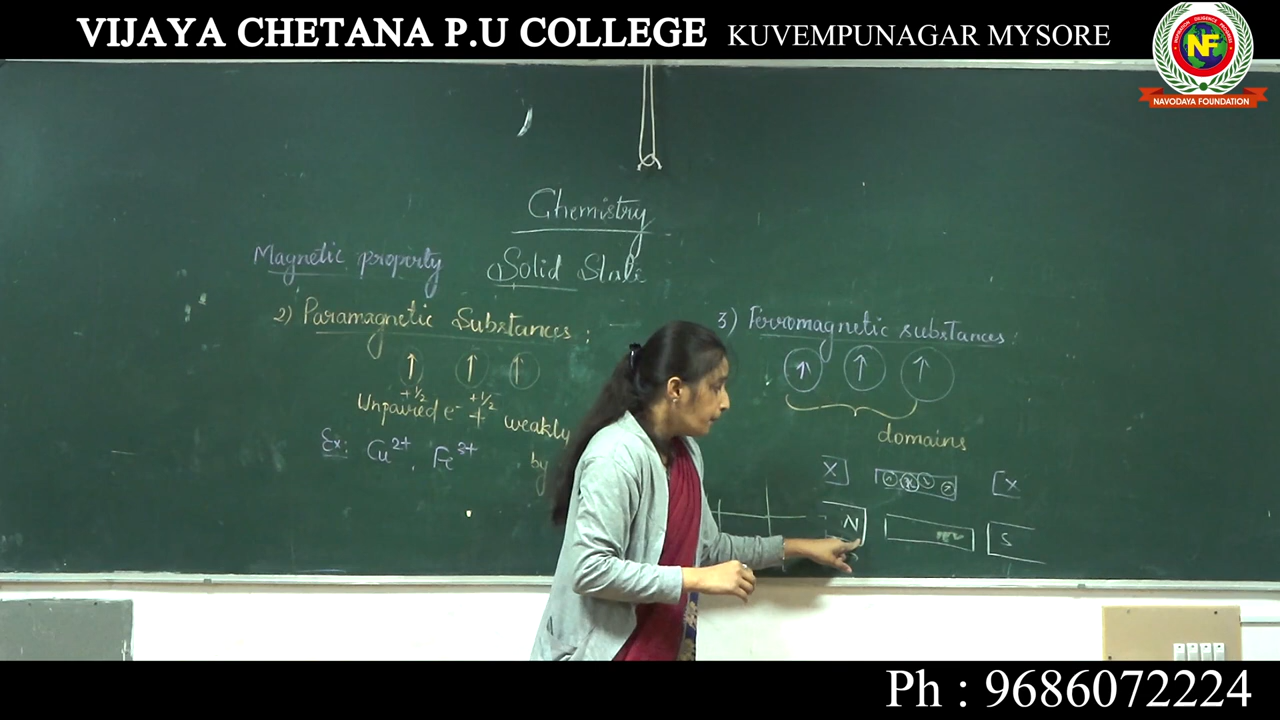 VIJAYA CHETANA P.U COLLEGE KUVEMPUNAGAR MYSORE
NF
NAVODAYA FOUNDATION
Chemistry
Magnetic property
Solid State
2) Paramagnetic Substances:
+1/2 +1/2
Unpaired e- weakly
by
Ex: Cu2+, Fe3+
3) Ferromagnetic substances:
domains
X X
N S
Ph : 9686072224